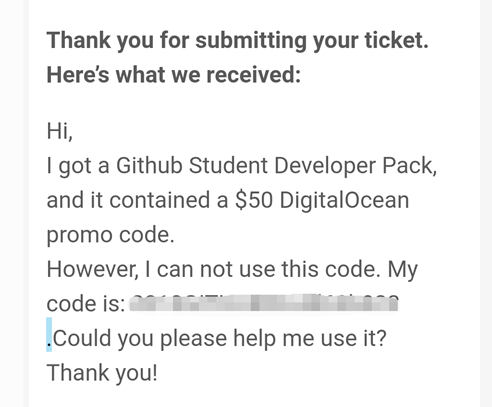 Thank you for submitting your ticket.
Here’s what we received:
Hi,
I got a Github Student Developer Pack,
and it contained a $50 DigitalOcean
promo code.
However, I can not use this code. My
code is:
.Could you please help me use it?
Thank you!